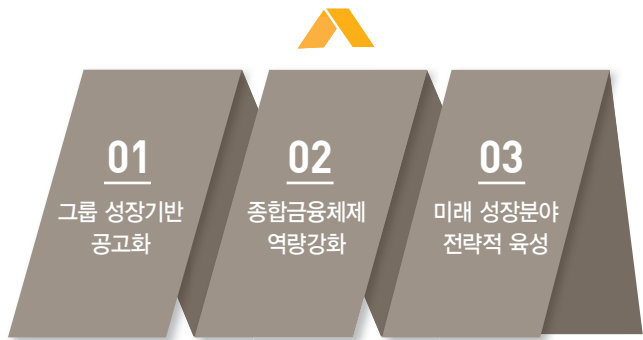 01
그룹 성장기반
공고화
02
종합금융체제
역량강화
03
미래 성장분야
전략적 육성